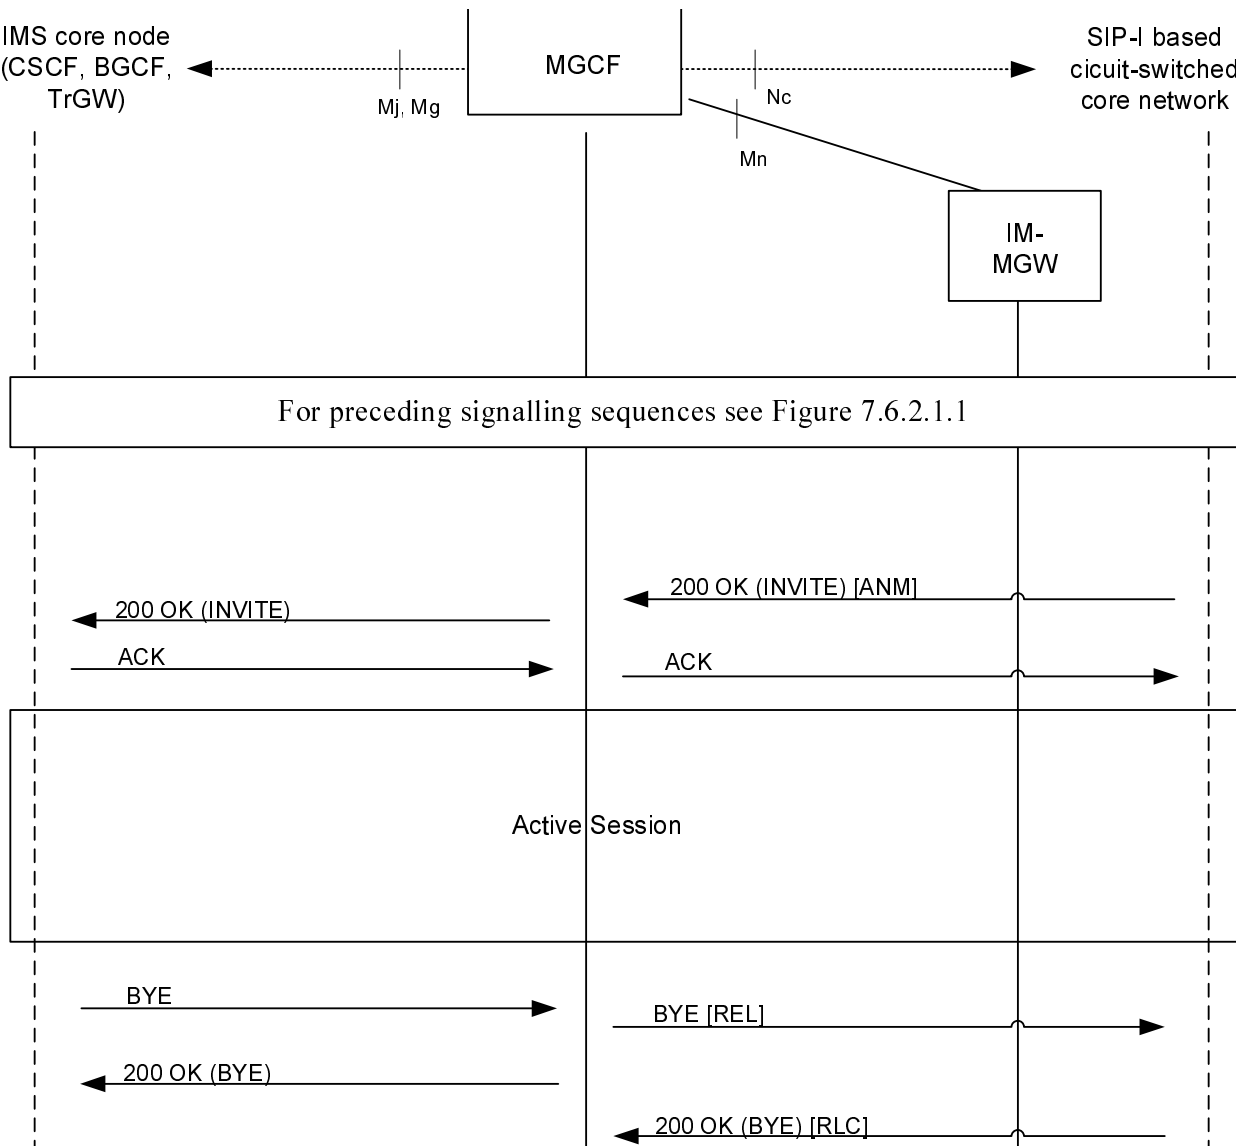 IMS core node
(CSCF, BGCF,
TrGW)
MGCF
SIP-I based
cicuit-switched
core network
Mj, Mg
Nc
Mn
IM-
MGW
For preceding signalling sequences see Figure 7.6.2.1.1
200 OK (INVITE) [ANM]
200 OK (INVITE)
ACK
ACK
Active Session
BYE
BYE [REL]
200 OK (BYE)
200 OK (BYE) [RLC]